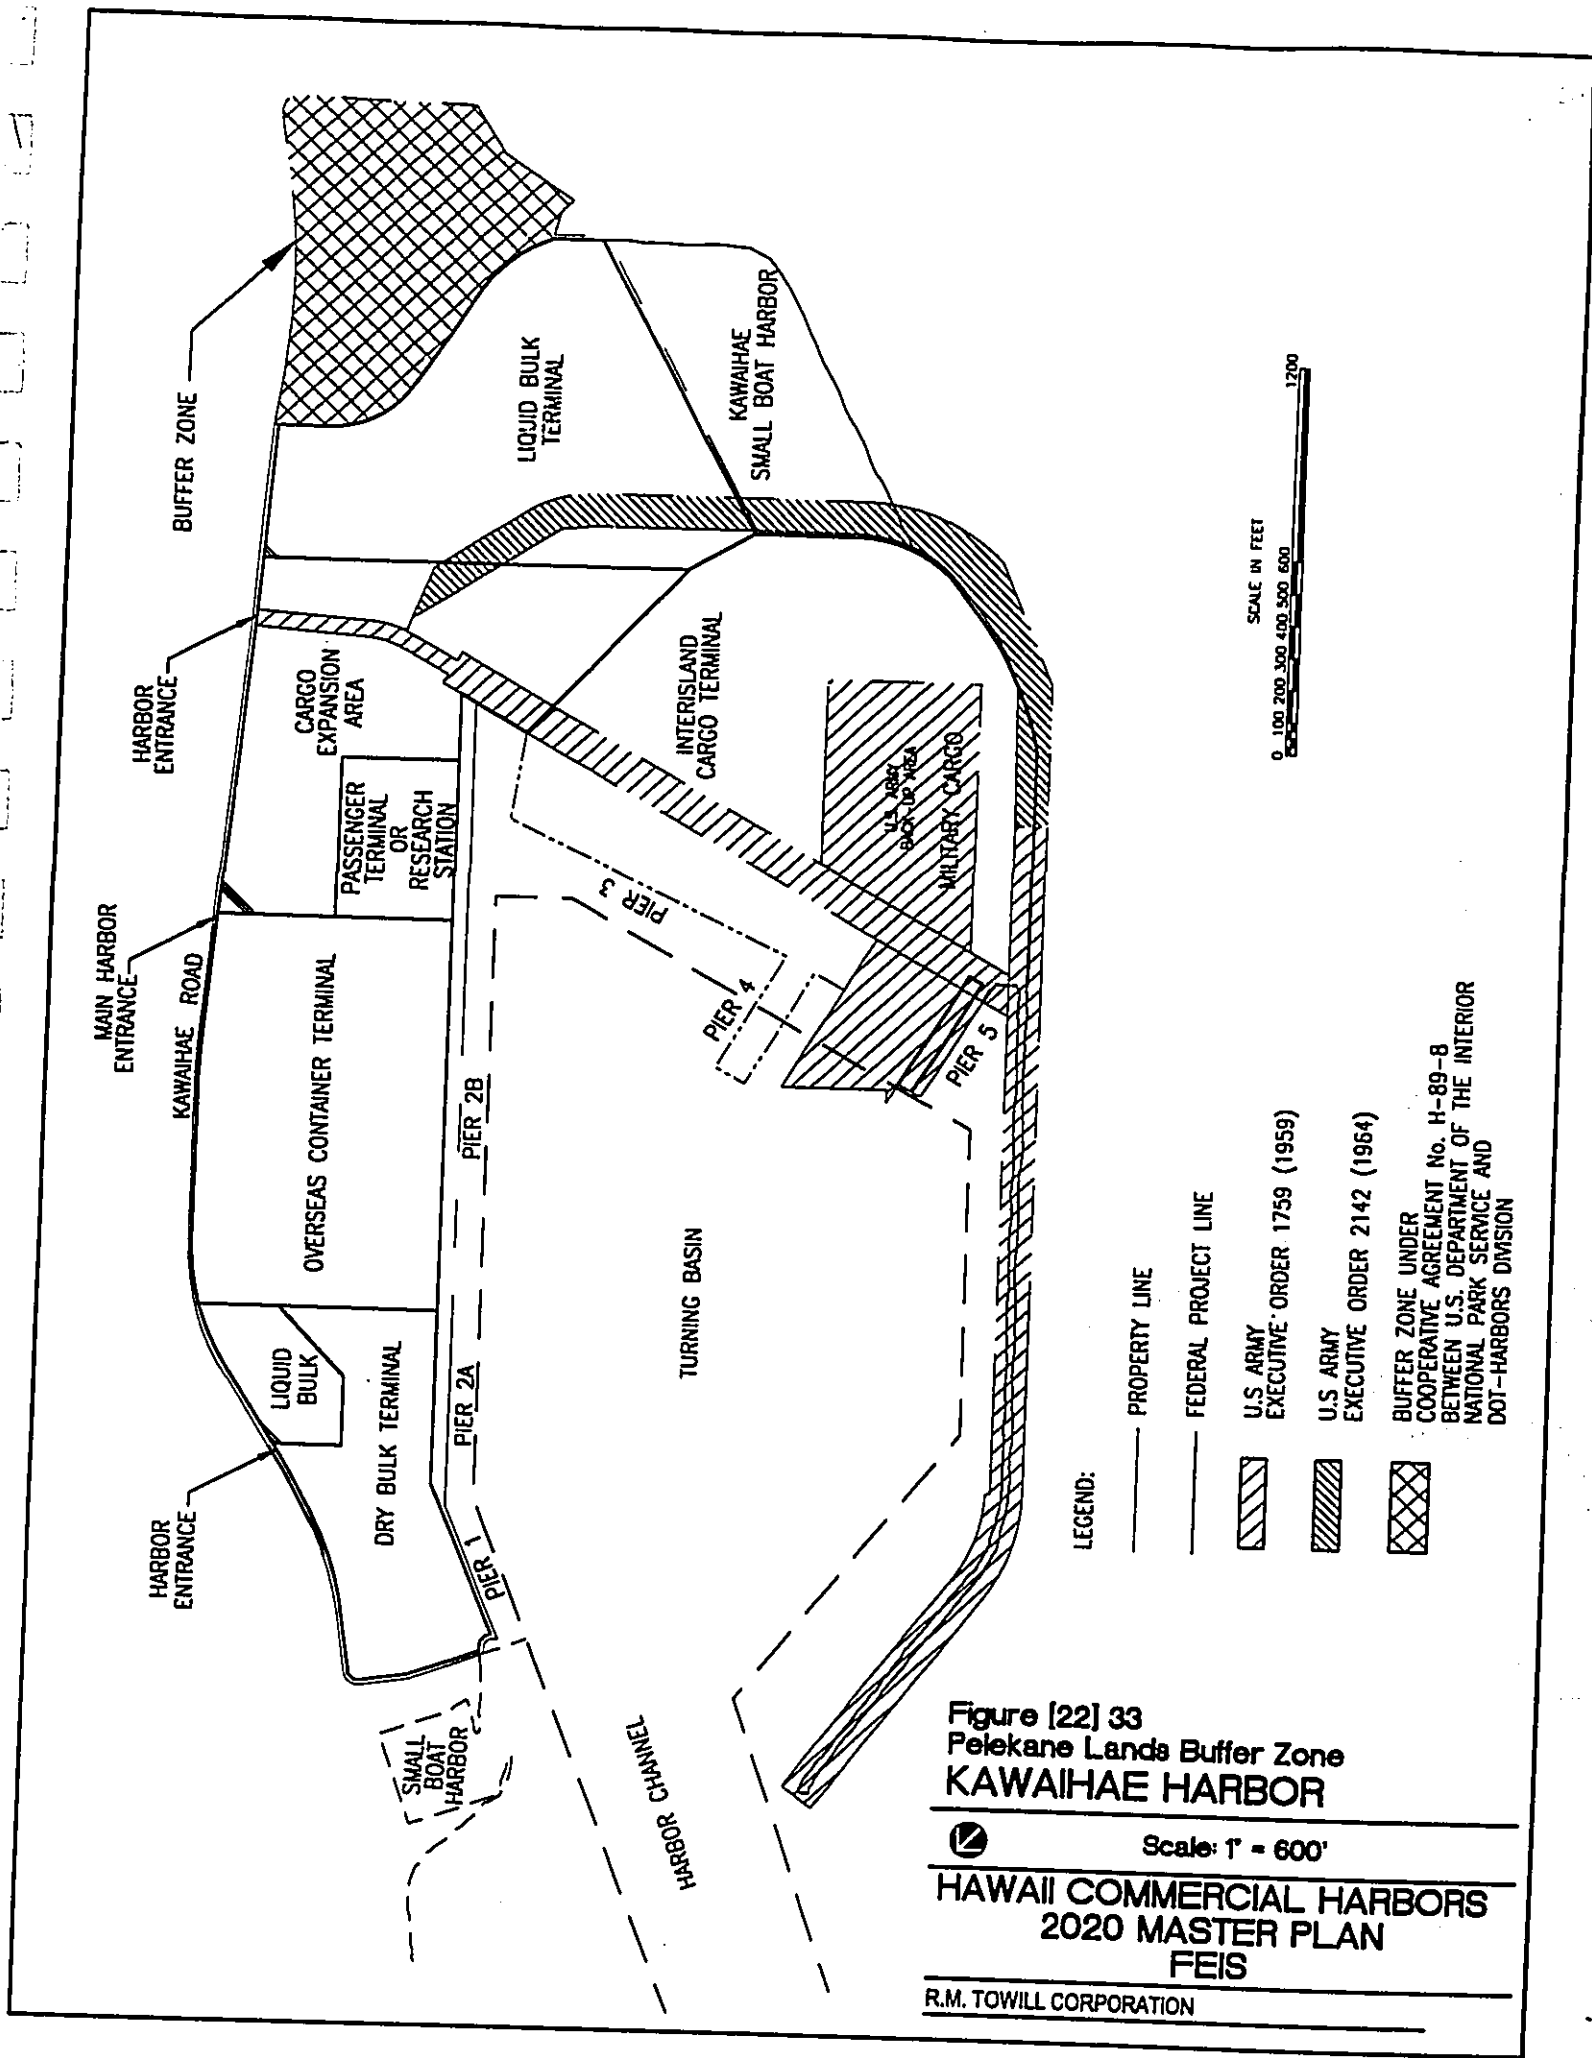 BUFFER ZONE
HARBOR
ENTRANCE
MAIN HARBOR
ENTRANCE
KAWAIHAE ROAD
HARBOR
ENTRANCE
LIQUID BULK
TERMINAL
KAWAIHAE
SMALL BOAT HARBOR
CARGO
EXPANSION
AREA
PASSENGER
TERMINAL
OR
RESEARCH
STATION
INTERISLAND
CARGO TERMINAL
U.S. ARMY
BACK-UP AREA
MILITARY CARGO
OVERSEAS CONTAINER TERMINAL
LIQUID
BULK
DRY BULK TERMINAL
PIER 1
PIER 2A
PIER 2B
PIER 3
PIER 4
PIER 5
TURNING BASIN
SMALL
BOAT
HARBOR
HARBOR CHANNEL
SCALE IN FEET
0 100 200 300 400 500 600 1200
LEGEND:
PROPERTY LINE
FEDERAL PROJECT LINE
U.S ARMY
EXECUTIVE ORDER 1759 (1959)
U.S ARMY
EXECUTIVE ORDER 2142 (1964)
BUFFER ZONE UNDER
COOPERATIVE AGREEMENT No. H-89-8
BETWEEN U.S. DEPARTMENT OF THE INTERIOR
NATIONAL PARK SERVICE AND
DOT-HARBORS DIVISION
Figure [22] 33
Pelekane Lands Buffer Zone
KAWAIHAE HARBOR
Scale: 1" = 600'
HAWAII COMMERCIAL HARBORS
2020 MASTER PLAN
FEIS
R.M. TOWILL CORPORATION